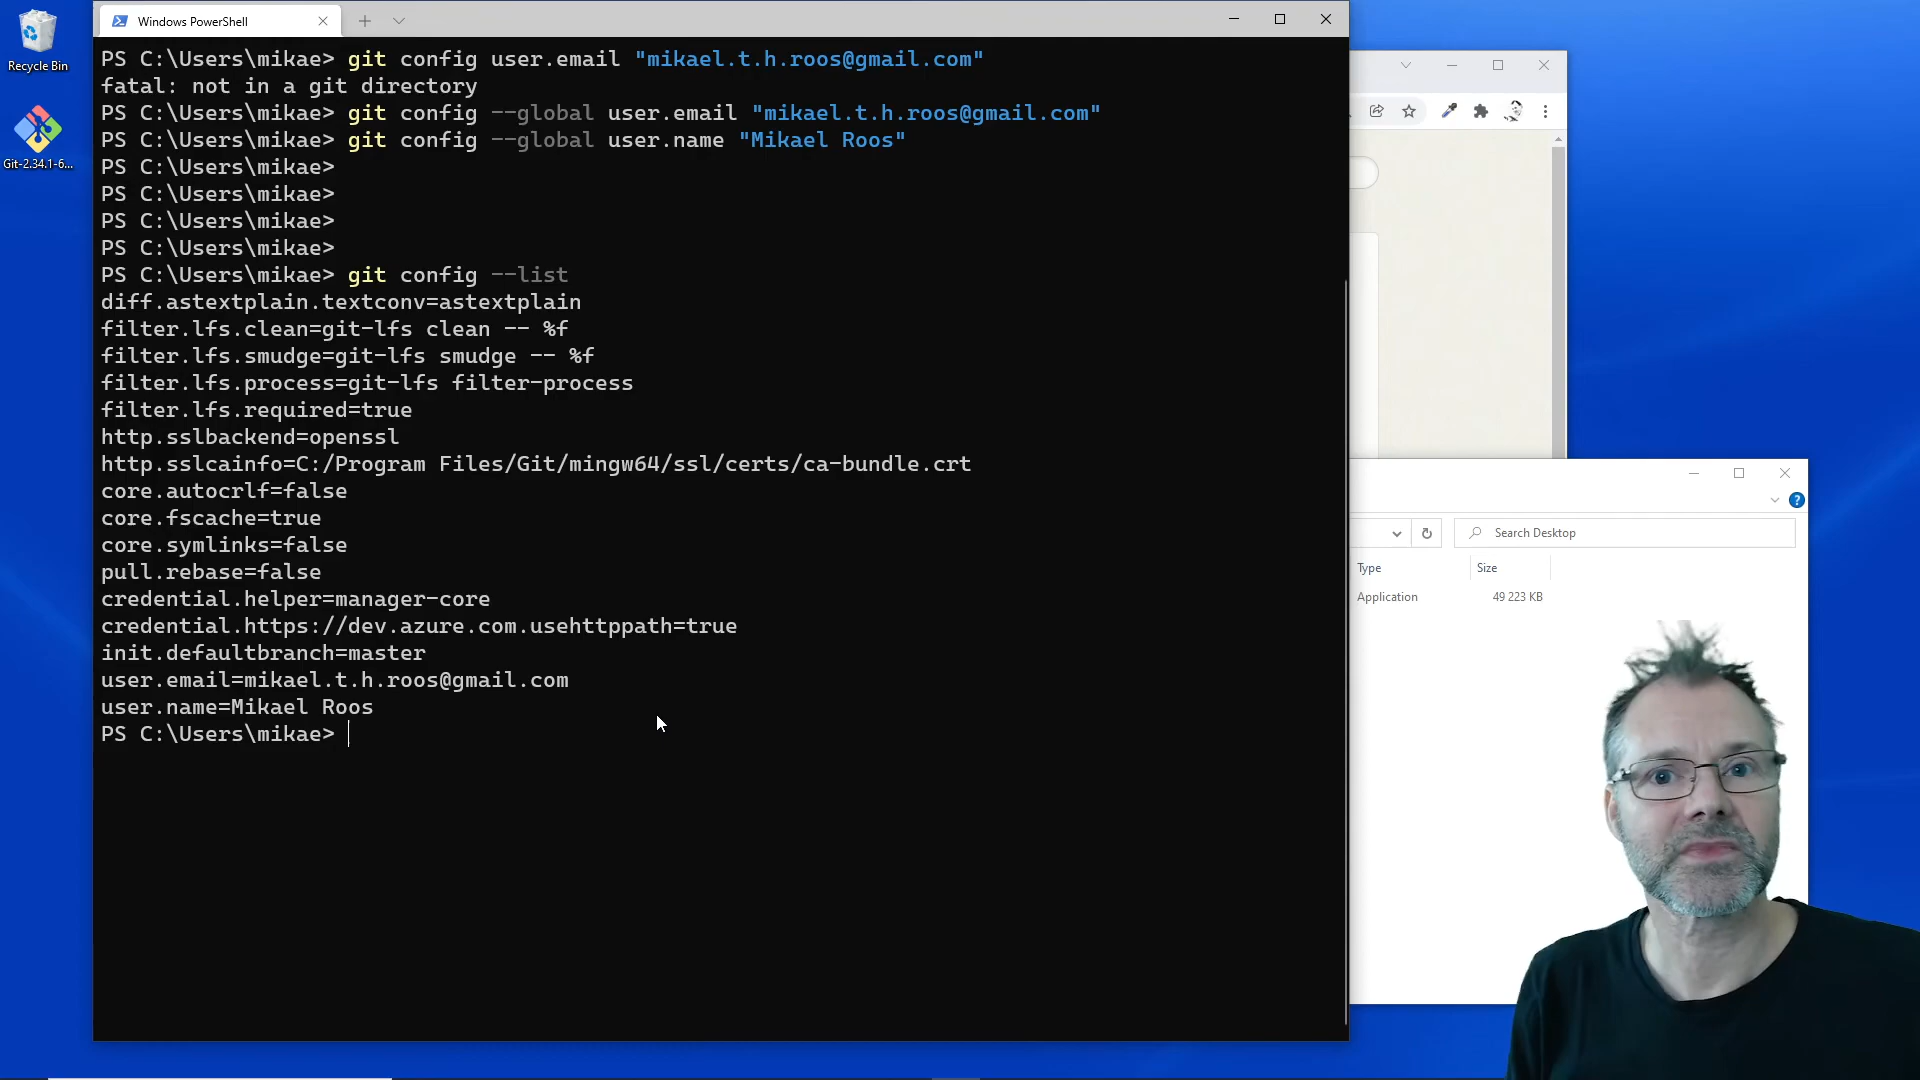 Recycle Bin
Git-2.34.1-6...
Windows PowerShell
PS C:\Users\mikae> git config user.email "mikael.t.h.roos@gmail.com"
fatal: not in a git directory
PS C:\Users\mikae> git config --global user.email "mikael.t.h.roos@gmail.com"
PS C:\Users\mikae> git config --global user.name "Mikael Roos"
PS C:\Users\mikae>
PS C:\Users\mikae>
PS C:\Users\mikae>
PS C:\Users\mikae>
PS C:\Users\mikae> git config --list
diff.astextplain.textconv=astextplain
filter.lfs.clean=git-lfs clean -- %f
filter.lfs.smudge=git-lfs smudge -- %f
filter.lfs.process=git-lfs filter-process
filter.lfs.required=true
http.sslbackend=openssl
http.sslcainfo=C:/Program Files/Git/mingw64/ssl/certs/ca-bundle.crt
core.autocrlf=false
core.fscache=true
core.symlinks=false
pull.rebase=false
credential.helper=manager-core
credential.https://dev.azure.com.usehttppath=true
init.defaultbranch=master
user.email=mikael.t.h.roos@gmail.com
user.name=Mikael Roos
PS C:\Users\mikae>
Search Desktop
Type Size
Application 49 223 KB